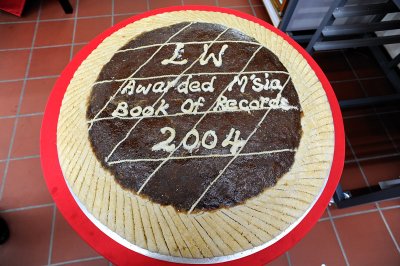 EW
Awarded M'sia
Book Of Records
2004